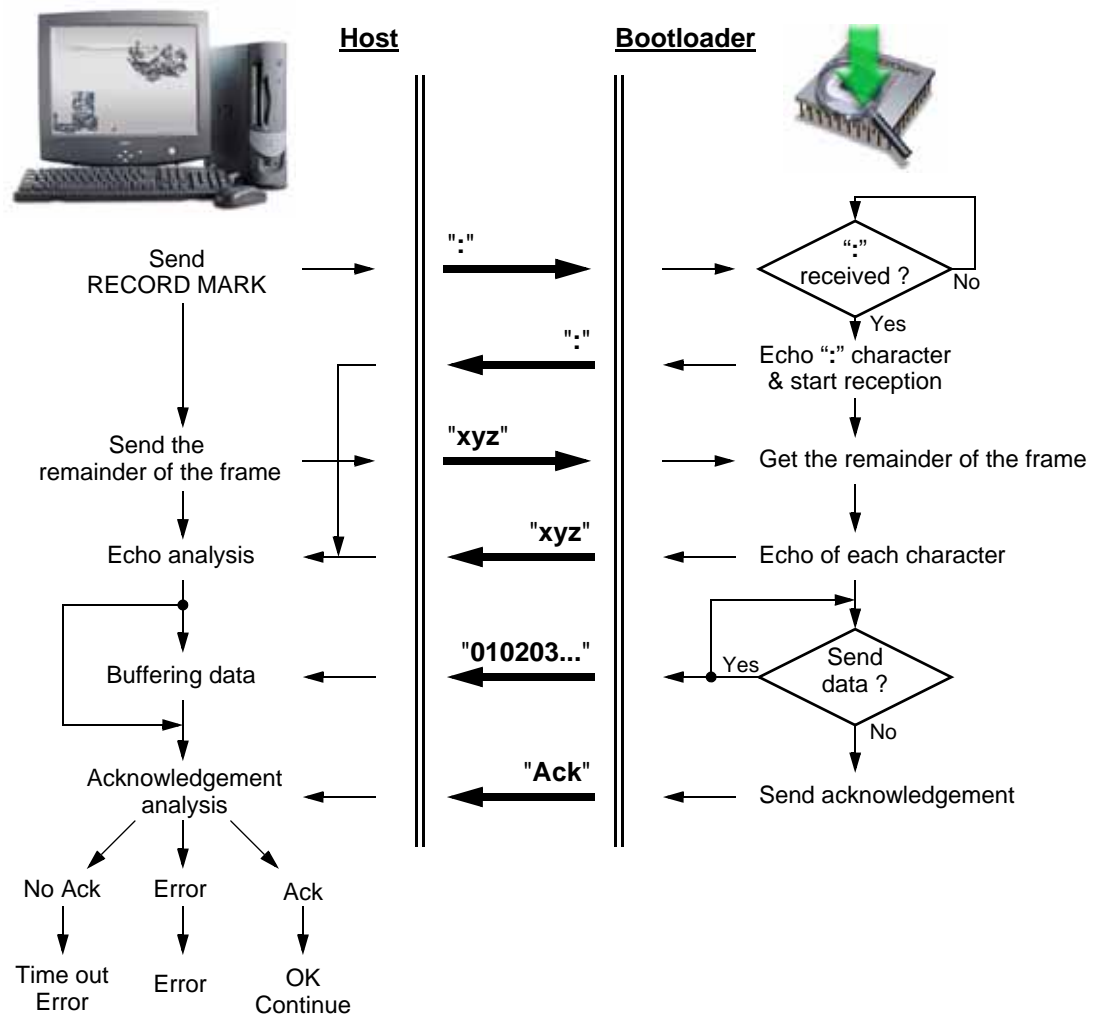 Host
Bootloader
Send
RECORD MARK
":"
“:”
received ?
No
Yes
":"
Echo “:” character
& start reception
Send the
remainder of the frame
"xyz"
Get the remainder of the frame
Echo analysis
"xyz"
Echo of each character
Buffering data
"010203..."
Yes
Send
data ?
No
Acknowledgement
analysis
"Ack"
Send acknowledgement
No Ack
Error
Ack
Time out
Error
Error
OK
Continue